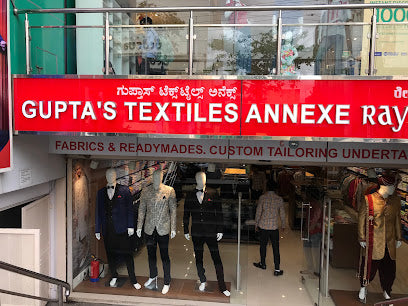 ಗುಪ್ತಾಸ್ ಟೆಕ್ಸ್‌ಟೈಲ್ಸ್ ಅನೆಕ್ಸ್
GUPTA'S TEXTILES ANNEXE Ray
FABRICS & READYMADES. CUSTOM TAILORING UNDERTA